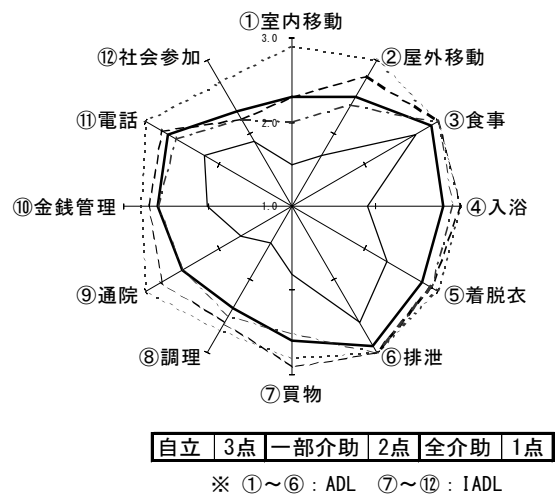 ①室内移動
3.0
②屋外移動
⑫社会参加
⑪電話
2.0
③食事
⑩金銭管理
1.0
④入浴
⑨通院
⑤着脱衣
⑧調理
⑥排泄
⑦買物
自立 3点 一部介助 2点 全介助 1点
※ ①～⑥：ADL ⑦～⑫：IADL